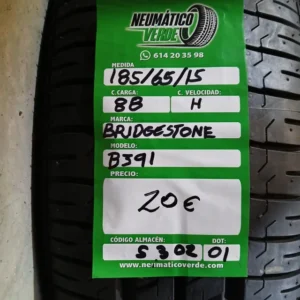 NEUMÁTICO
VERDE
614 20 35 98
MEDIDA
185/65/15
C.CARGA: C. VELOCIDAD:
88 H
MARCA:
BRIDGESTONE
MODELO:
B391
PRECIO:
20€
CÓDIGO ALMACÉN: DOT:
S 3 02 01
www.neumaticoverde.com